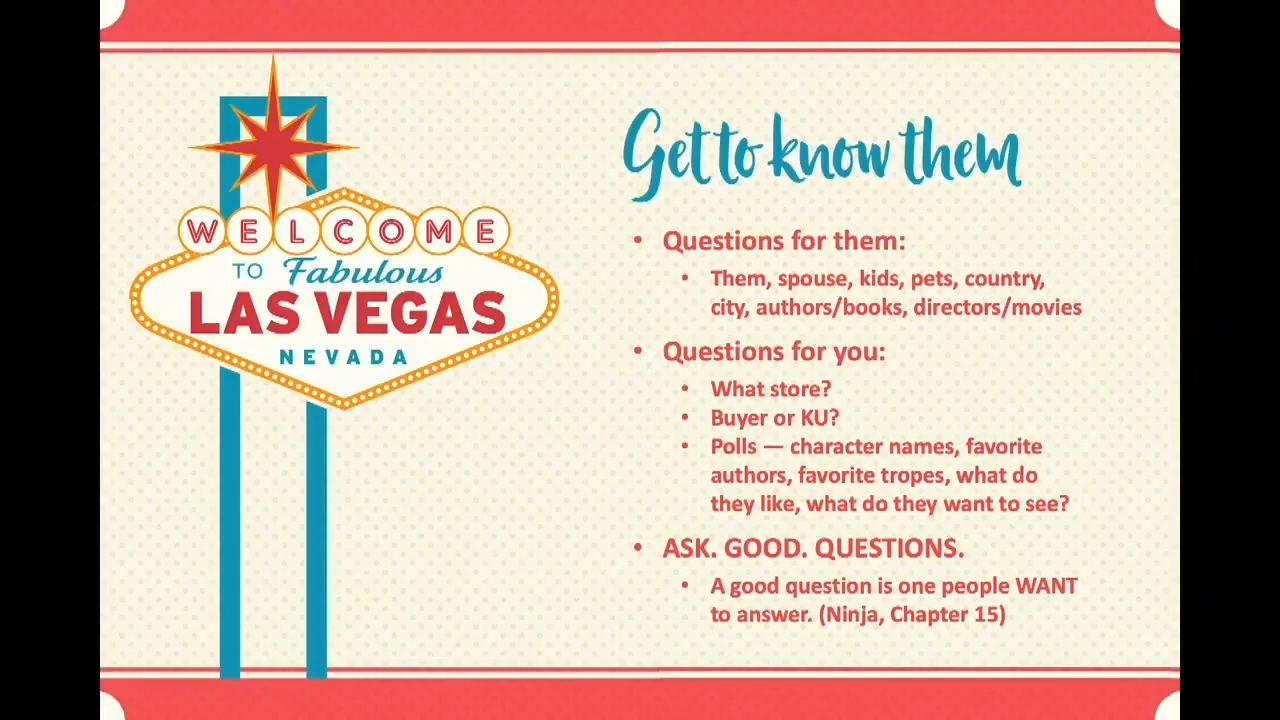 WELCOME
TO Fabulous
LAS VEGAS
NEVADA
Get to know them
• Questions for them:
• Them, spouse, kids, pets, country,
city, authors/books, directors/movies
• Questions for you:
• What store?
• Buyer or KU?
• Polls — character names, favorite
authors, favorite tropes, what do
they like, what do they want to see?
• ASK. GOOD. QUESTIONS.
• A good question is one people WANT
to answer. (Ninja, Chapter 15)